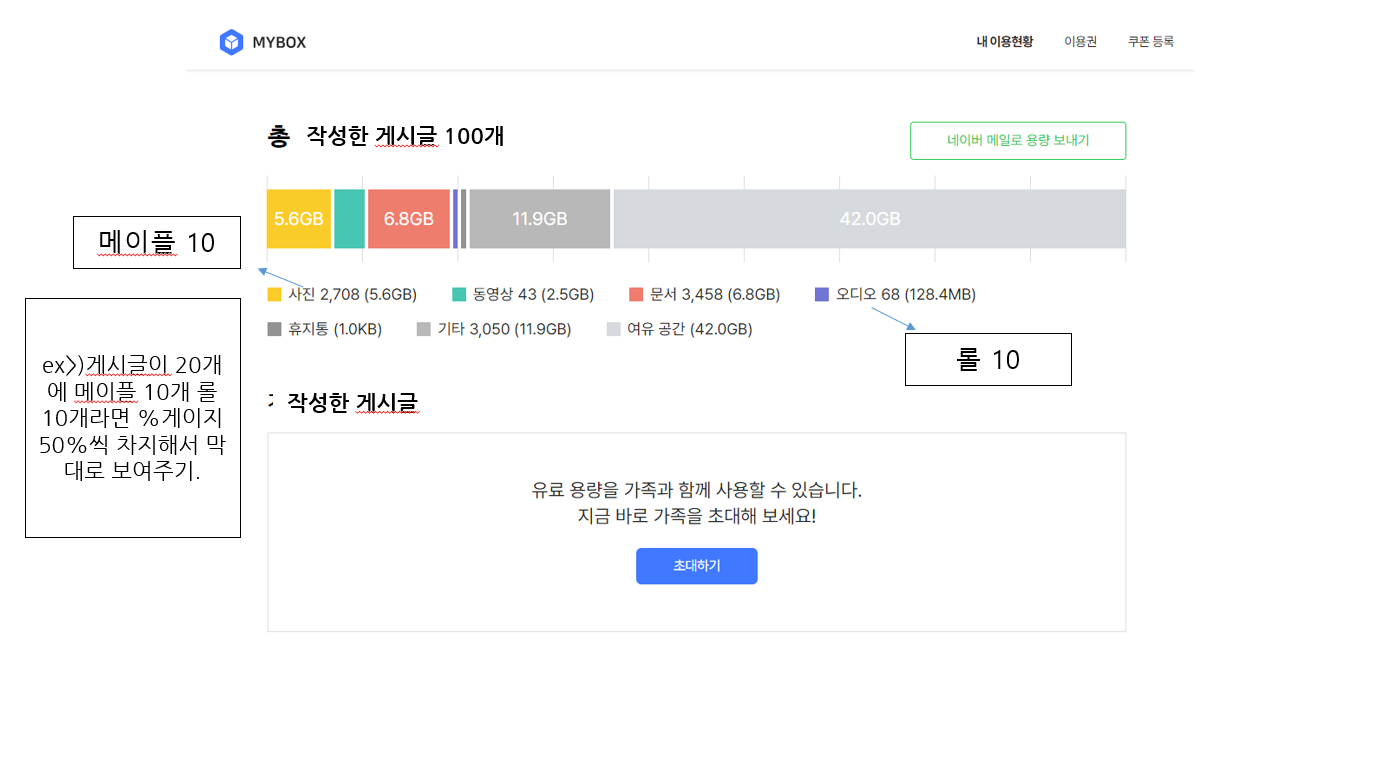 MYBOX
내 이용현황 이용권 쿠폰 등록
총 작성한 게시글 100개
네이버 메일로 용량 보내기
5.6GB 6.8GB 11.9GB 42.0GB
메이플 10
사진 2,708 (5.6GB) 동영상 43 (2.5GB) 문서 3,458 (6.8GB) 오디오 68 (128.4MB)
휴지통 (1.0KB) 기타 3,050 (11.9GB) 여유 공간 (42.0GB)
롤 10
ex>)게시글이 20개
에 메이플 10개 롤
10개라면 %게이지
50%씩 차지해서 막
대로 보여주기.
작성한 게시글
유료 용량을 가족과 함께 사용할 수 있습니다.
지금 바로 가족을 초대해 보세요!
초대하기